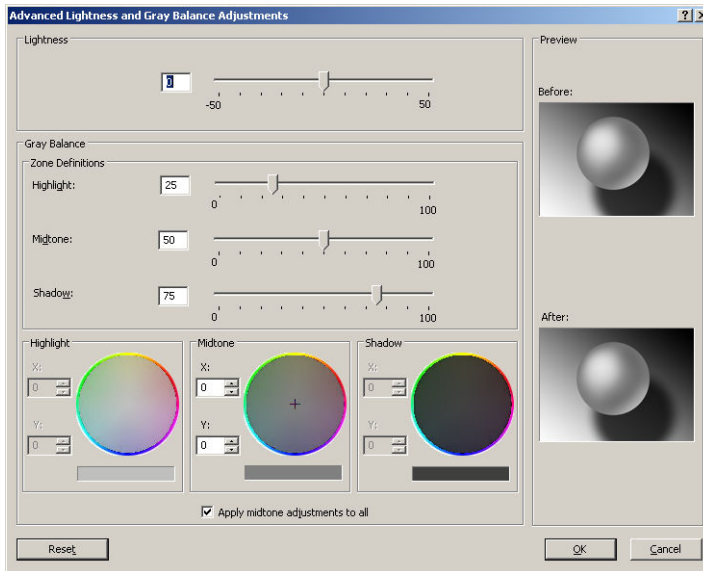 Advanced Lightness and Gray Balance Adjustments
Lightness
0
-50 50
Gray Balance
Zone Definitions
Highlight: 25
0 100
Midtone: 50
0 100
Shadow: 75
0 100
Highlight
X:
0
Y:
0
Midtone
X:
0
Y:
0
Shadow
X:
0
Y:
0
Apply midtone adjustments to all
Preview
Before:
After:
Reset OK Cancel